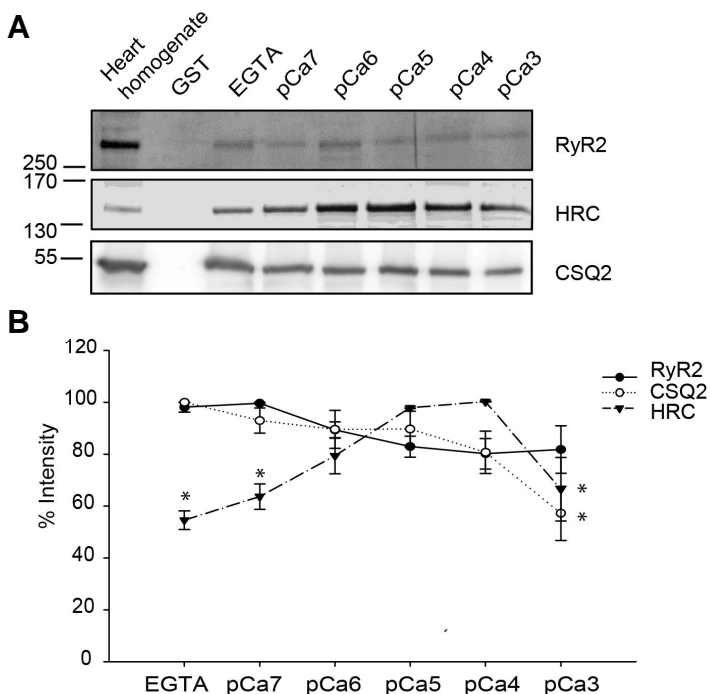 A
Heart homogenate
GST
EGTA
pCa7
pCa6
pCa5
pCa4
pCa3
250
RyR2
170
HRC
130
55
CSQ2
B
120
100
80
60
40
20
0
% Intensity
RyR2
CSQ2
HRC
*
*
*
*
EGTA pCa7 pCa6 pCa5 pCa4 pCa3